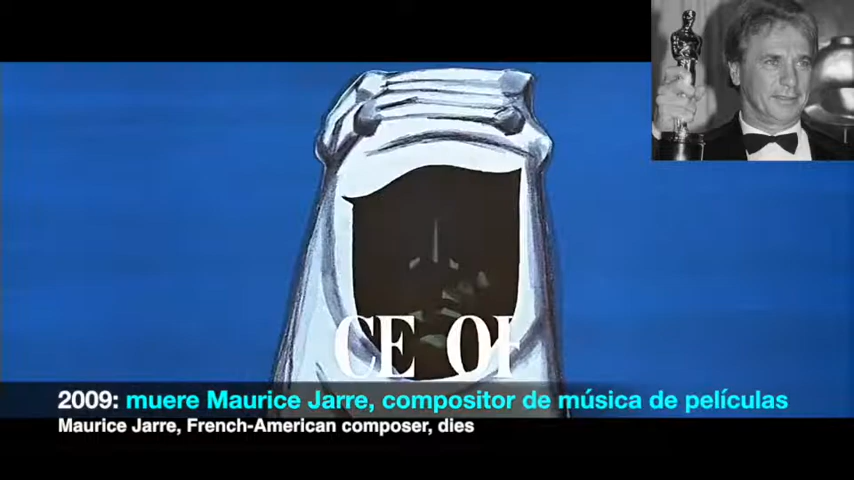 CE OF
2009: muere Maurice Jarre, compositor de música de películas
Maurice Jarre, French-American composer, dies